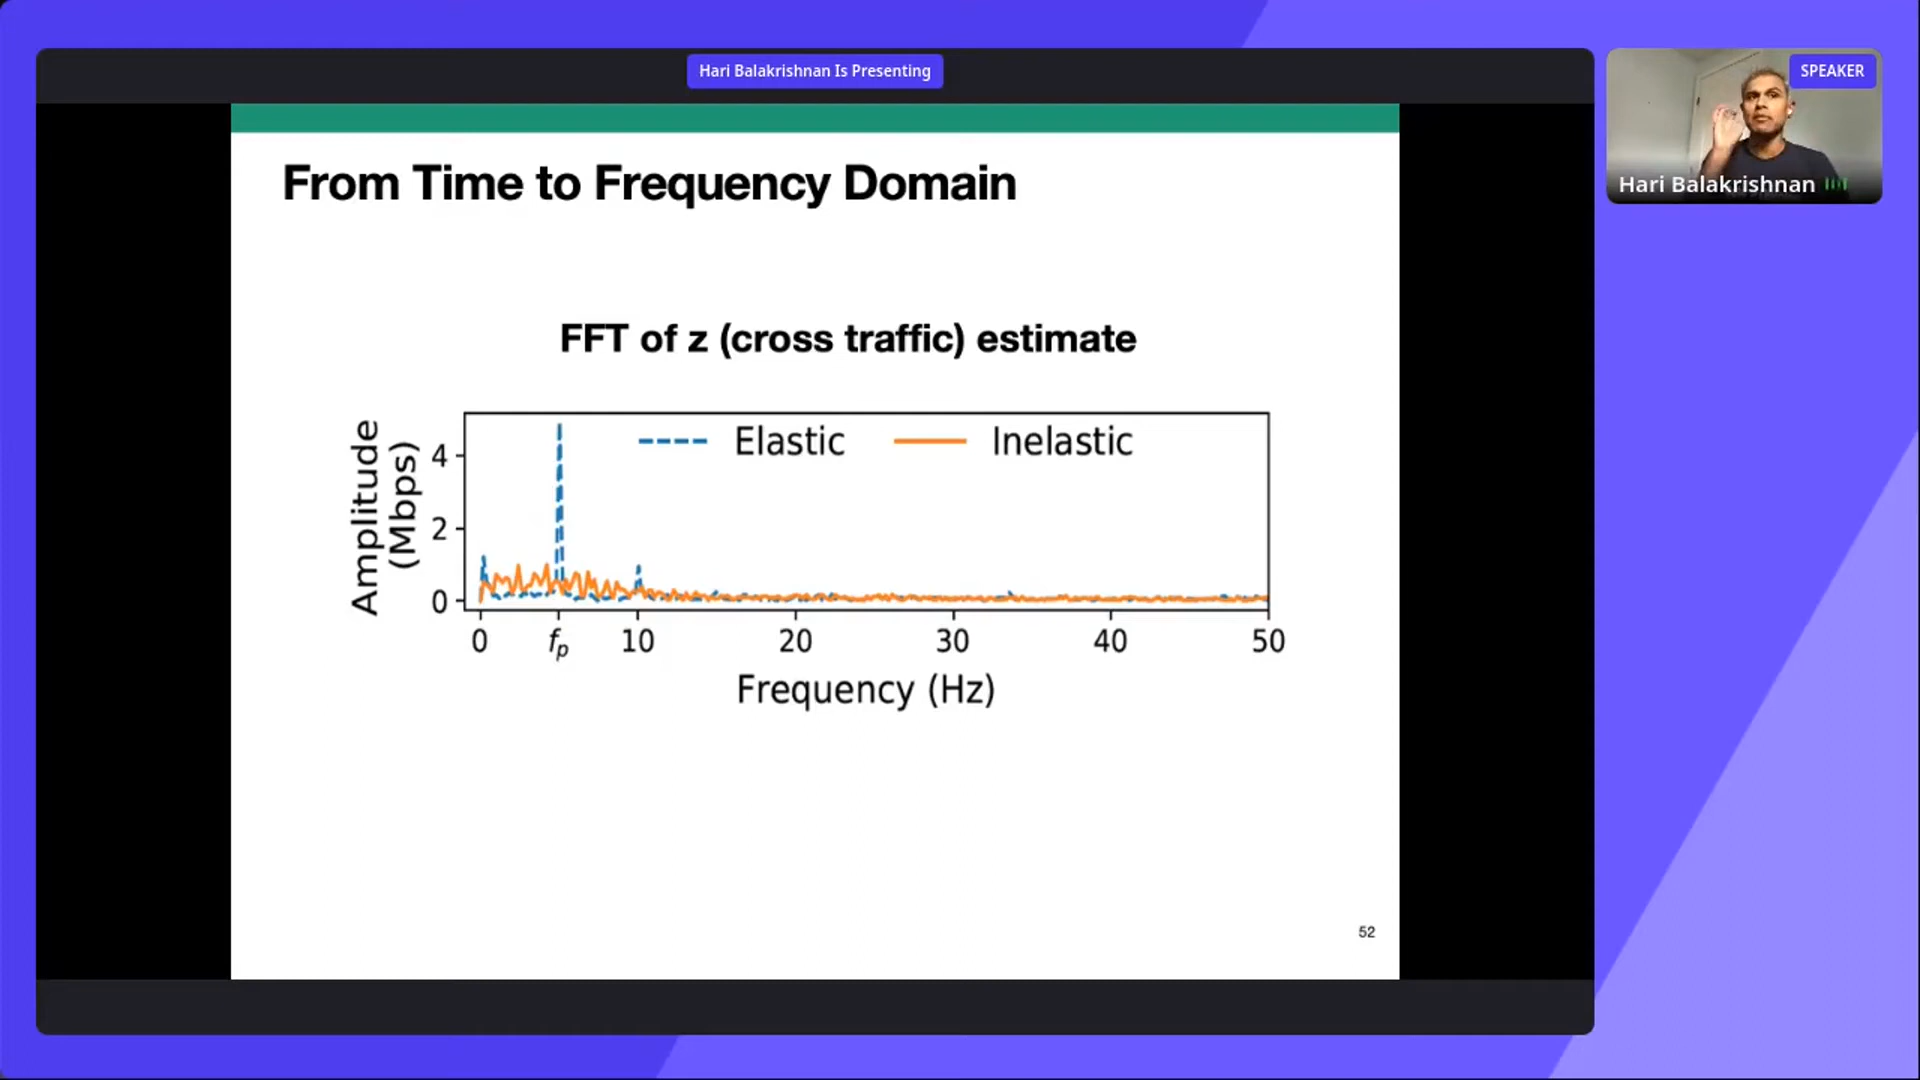 Hari Balakrishnan Is Presenting
SPEAKER
Hari Balakrishnan
From Time to Frequency Domain
FFT of z (cross traffic) estimate
Amplitude
(Mbps)
4
2
0
Elastic
Inelastic
0 fp 10 20 30 40 50
Frequency (Hz)
52